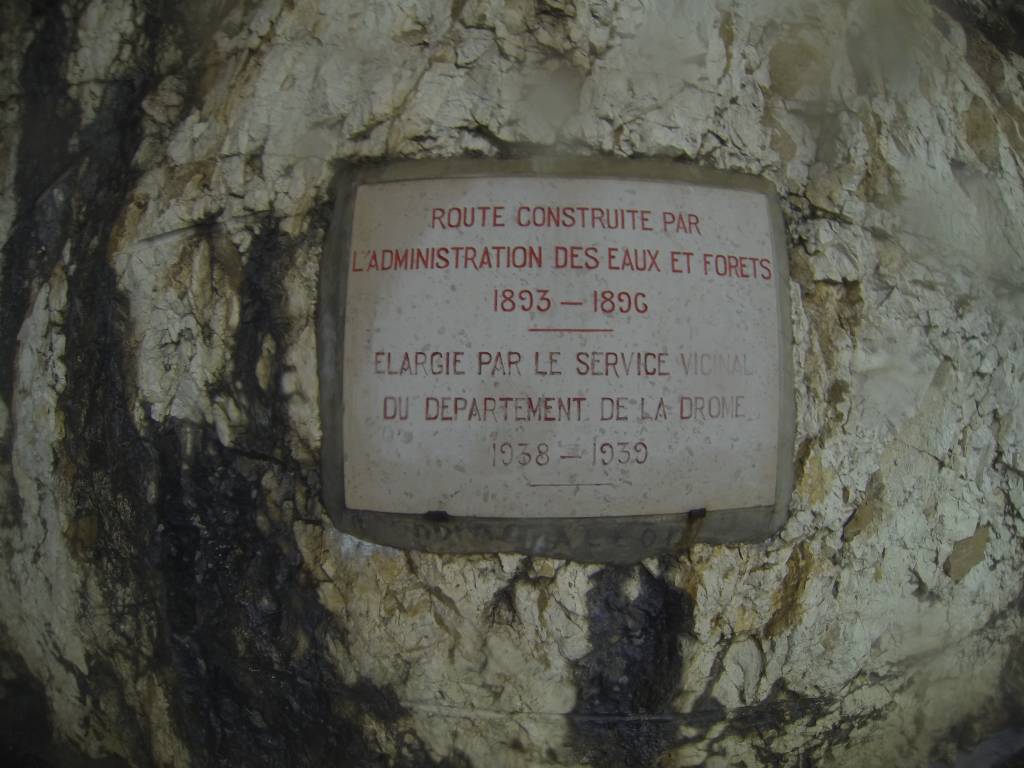 ROUTE CONSTRUITE PAR
L'ADMINISTRATION DES EAUX ET FORETS
1893 — 1896
ELARGIE PAR LE SERVICE VICINAL
DU DEPARTEMENT DE LA DROME
1938 — 1939